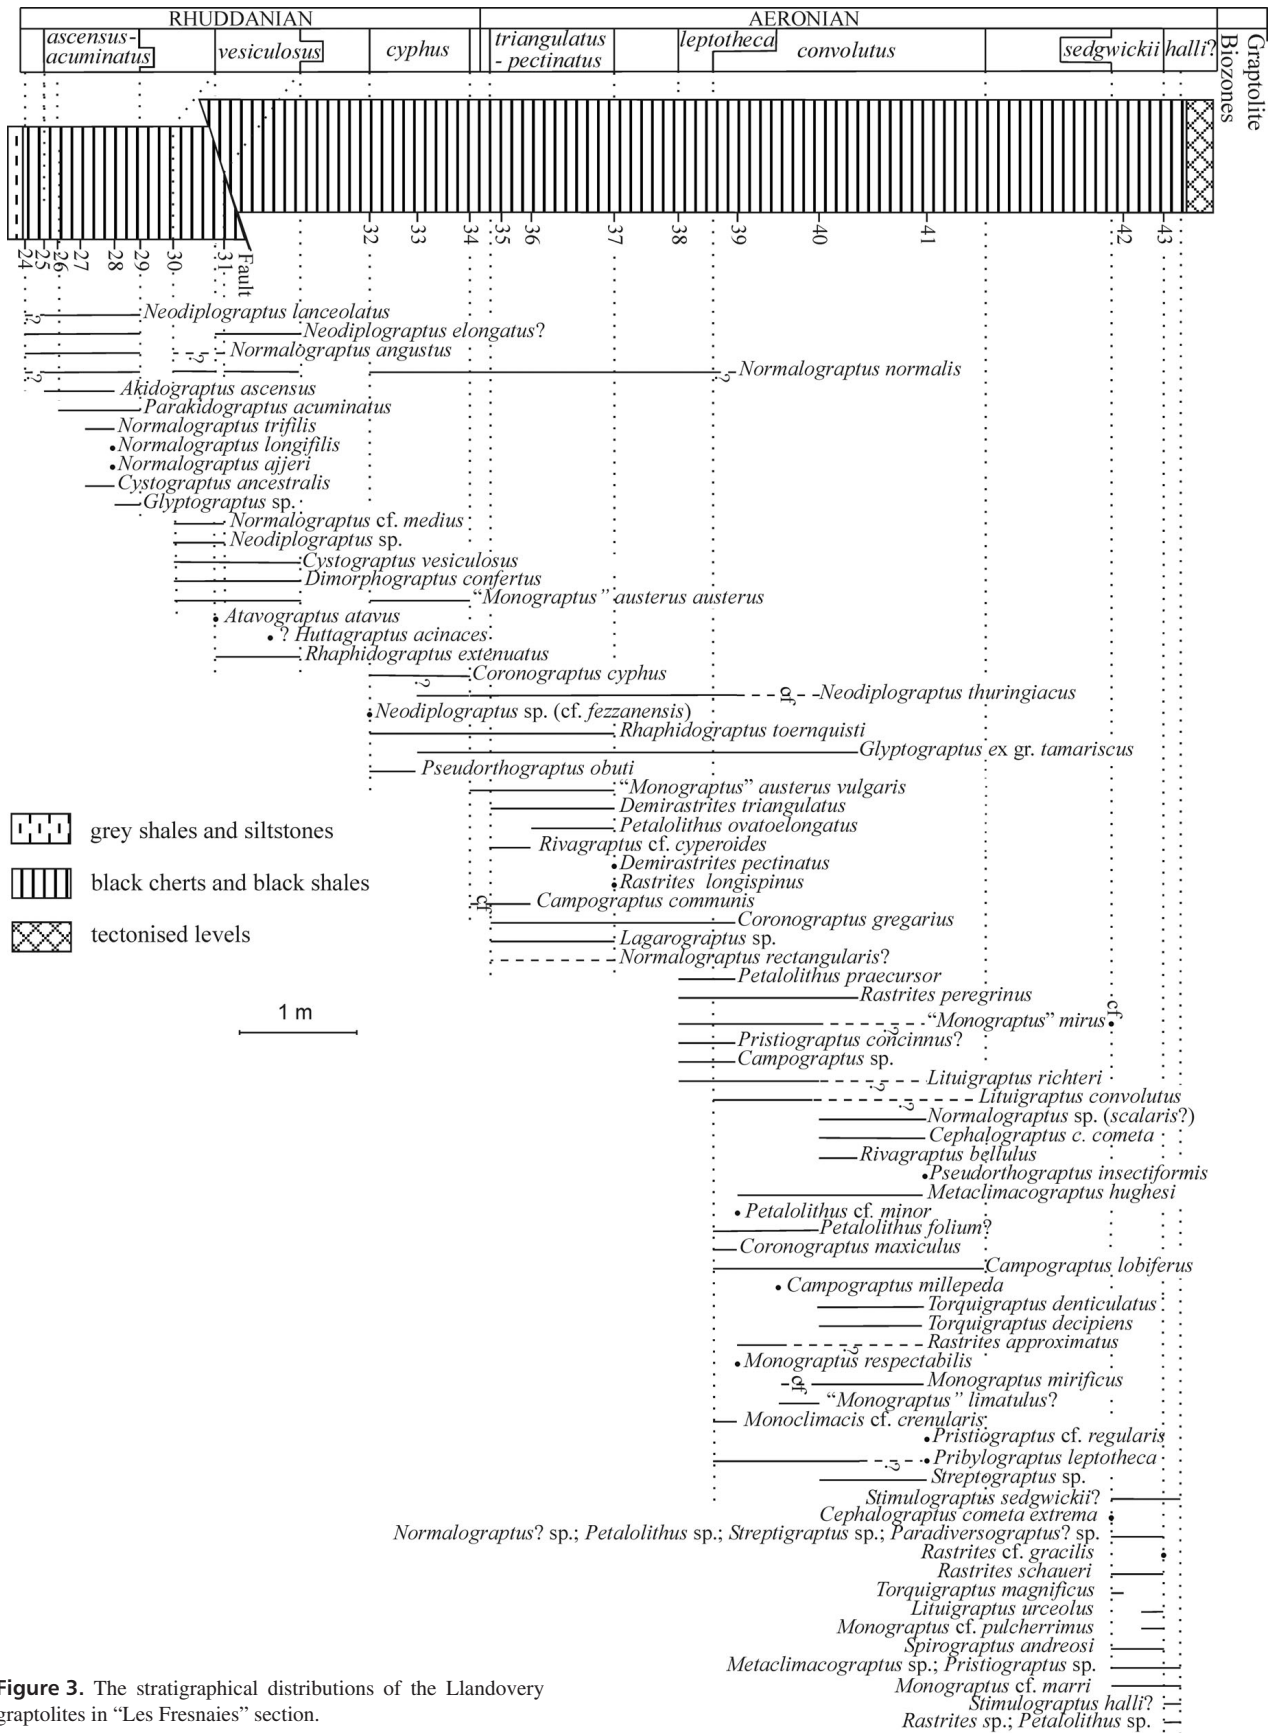 RHUDDANIAN AERONIAN
ascensus-acuminatus vesiculosus cyphus triangulatus - pectinatus leptotheca convolutus sedgwickii halli?
Graptolite
Biozones
24 25 26 27 28 29 30 31 Fault 32 33 34 35 36 37 38 39 40 41 42 43
? Neodiplograptus lanceolatus
Neodiplograptus elongatus?
? Normalograptus angustus
? ? Normalograptus normalis
Akidograptus ascensus
Parakidograptus acuminatus
Normalograptus trifilis
Normalograptus longifilis
Normalograptus ajjeri
Cystograptus ancestralis
Glyptograptus sp.
Normalograptus cf. medius
Neodiplograptus sp.
Cystograptus vesiculosus
Dimorphograptus confertus
“Monograptus” austerus austerus
Atavograptus atavus
? Huttagraptus acinaces
Rhaphidograptus extenuatus
Coronograptus cyphus
? cf Neodiplograptus thuringiacus
Neodiplograptus sp. (cf. fezzanensis)
Rhaphidograptus toernquisti
Glyptograptus ex gr. tamariscus
Pseudorthograptus obuti
“Monograptus” austerus vulgaris
Demirastrites triangulatus
grey shales and siltstones
Petalolithus ovatoelongatus
Rivagraptus cf. cyperoides
Demirastrites pectinatus
black cherts and black shales
Rastrites longispinus
cf Campograptus communis
Coronograptus gregarius
tectonised levels
Lagarograptus sp.
Normalograptus rectangularis?
Petalolithus praecursor
Rastrites peregrinus
1 m
? “Monograptus” mirus cf.
Pristiograptus concinnus?
Campograptus sp.
? Lituigraptus richteri
? Lituigraptus convolutus
Normalograptus sp. (scalaris?)
Cephalograptus c. cometa
Rivagraptus bellulus
Pseudorthograptus insectiformis
Metaclimacograptus hughesi
Petalolithus cf. minor
Petalolithus folium?
Coronograptus maxiculus
Campograptus lobiferus
Campograptus millepeda
Torquigraptus denticulatus
Torquigraptus decipiens
? Rastrites approximatus
Monograptus respectabilis
cf Monograptus mirificus
“Monograptus” limatulus?
Monoclimacis cf. crenularis
Pristiograptus cf. regularis
? Pribylograptus leptotheca
Streptograptus sp.
Stimulograptus sedgwickii?
Cephalograptus cometa extrema
Normalograptus? sp.; Petalolithus sp.; Streptigraptus sp.; Paradiversograptus? sp.
Rastrites cf. gracilis
Rastrites schaueri
Torquigraptus magnificus
Lituigraptus urceolus
Monograptus cf. pulcherrimus
Spirograptus andreosi
Metaclimacograptus sp.; Pristiograptus sp.
Monograptus cf. marri
Stimulograptus halli?
Rastrites sp.; Petalolithus sp.
Figure 3. The stratigraphical distributions of the Llandovery
graptolites in “Les Fresnaies” section.